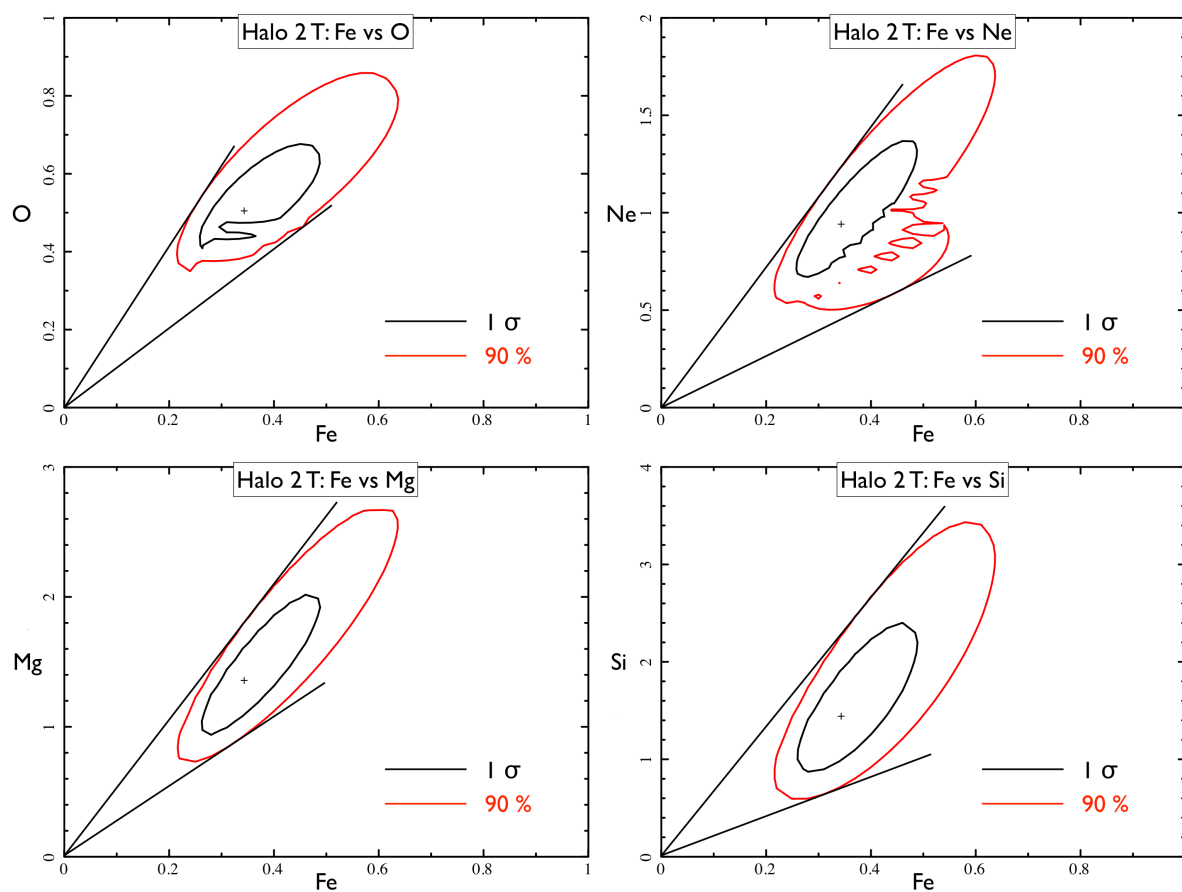 Halo 2 T: Fe vs O
1
0.8
0.6
0.4
0.2
0
O
1 σ
90 %
0
0.2
0.4
0.6
0.8
1
Fe
Halo 2 T: Fe vs Ne
2
1.5
1
0.5
0
Ne
1 σ
90 %
0
0.2
0.4
0.6
0.8
Fe
Halo 2 T: Fe vs Mg
3
2
1
0
Mg
1 σ
90 %
0
0.2
0.4
0.6
0.8
1
Fe
Halo 2 T: Fe vs Si
4
3
2
1
0
Si
1 σ
90 %
0
0.2
0.4
0.6
0.8
Fe